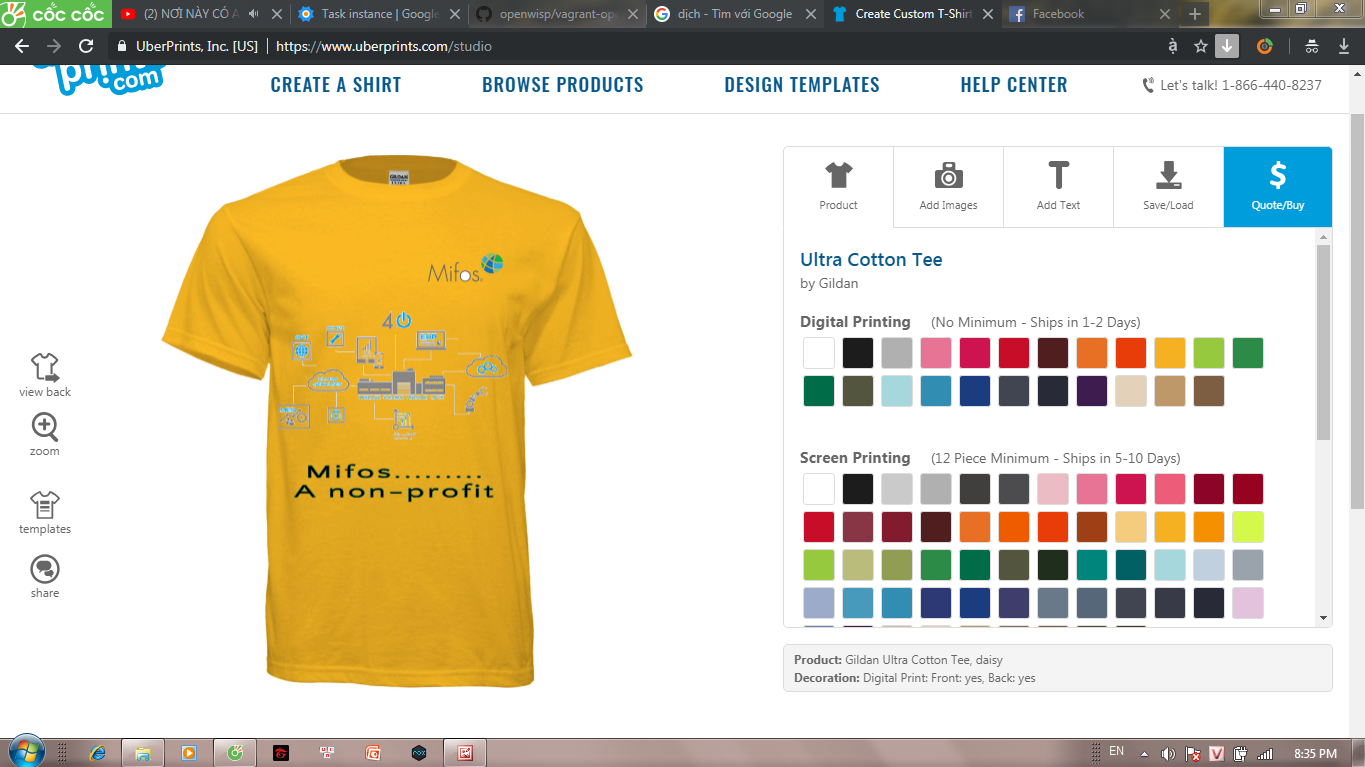 cốc cốc
(2) NƠI NÀY CÓ A
Task instance | Google
openwisp/vagrant-ope
dịch - Tìm với Google
Create Custom T-Shirt
Facebook
UberPrints, Inc. [US] | https://www.uberprints.com/studio
print
.com
CREATE A SHIRT
BROWSE PRODUCTS
DESIGN TEMPLATES
HELP CENTER
Let's talk! 1-866-440-8237
Product
Add Images
Add Text
Save/Load
$
Quote/Buy
GILDAN
Mifos
4
Mifos.........
A non-profit
view back
zoom
templates
share
Ultra Cotton Tee
by Gildan
Digital Printing (No Minimum - Ships in 1-2 Days)
Screen Printing (12 Piece Minimum - Ships in 5-10 Days)
Product: Gildan Ultra Cotton Tee, daisy
Decoration: Digital Print: Front: yes, Back: yes
EN
8:35 PM